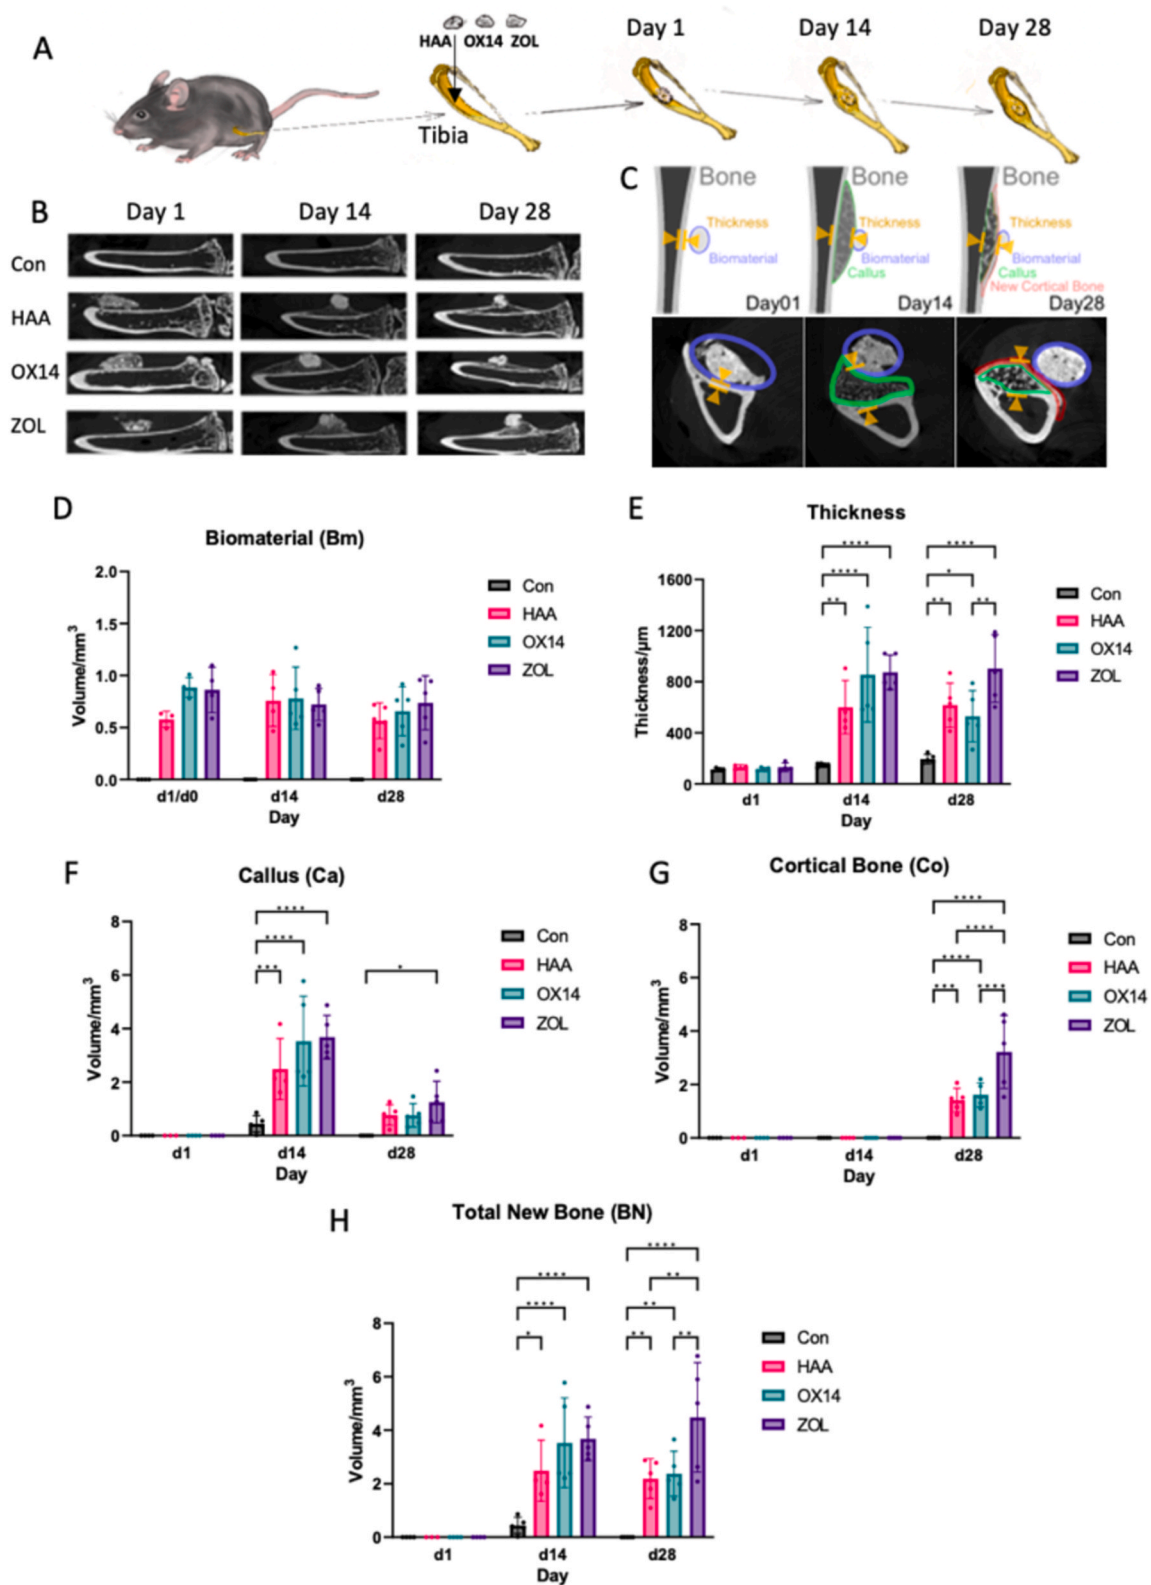 A
HAA OX14 ZOL
Day 1
Day 14
Day 28
Tibia
B
Day 1
Day 14
Day 28
Con
HAA
OX14
ZOL
C
Bone
Thickness
Biomaterial
Day01
Bone
Thickness
Biomaterial
Callus
Day14
Bone
Thickness
Biomaterial
Callus
New Cortical Bone
Day28
D
Biomaterial (Bm)
Volume/mm³
2.0
1.5
1.0
0.5
0.0
d1/d0
d14
d28
Day
Con
HAA
OX14
ZOL
E
Thickness
Thickness/μm
1600
1200
800
400
0
d1
d14
d28
Day
**
****
****
**
*
**
****
Con
HAA
OX14
ZOL
F
Callus (Ca)
Volume/mm³
8
6
4
2
0
d1
d14
d28
Day
****
****
***
*
Con
HAA
OX14
ZOL
G
Cortical Bone (Co)
Volume/mm³
8
6
4
2
0
d1
d14
d28
Day
****
****
****
***
****
Con
HAA
OX14
ZOL
H
Total New Bone (BN)
Volume/mm³
8
6
4
2
0
d1
d14
d28
Day
****
****
*
****
**
**
**
**
Con
HAA
OX14
ZOL